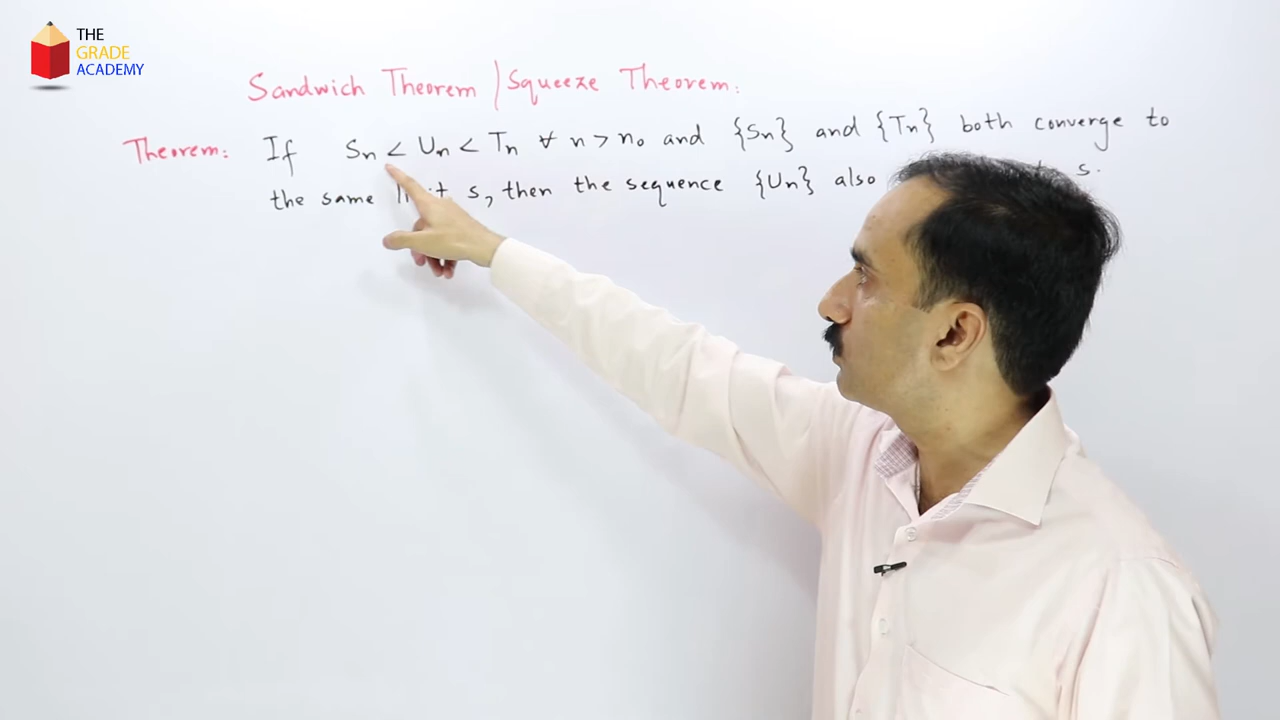 THE
GRADE
ACADEMY
Sandwich Theorem | Squeeze Theorem:
Theorem: If Sn < Un < Tn ∀ n > n₀ and {Sn} and {Tn} both converge to
the same s, then the sequence {Un} also s.